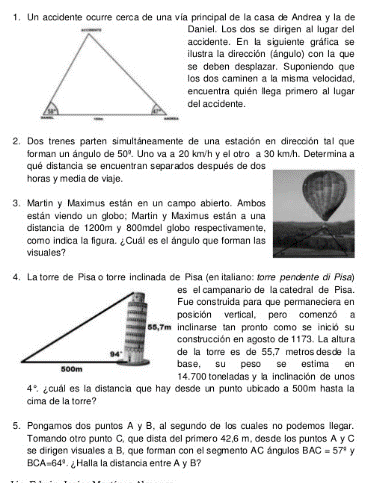 1. Un accidente ocurre cerca de una vía principal de la casa de Andrea y la de
Daniel. Los dos se dirigen al lugar del
accidente. En la siguiente gráfica se
ilustra la dirección (ángulo) con la que
se deben desplazar. Suponiendo que
los dos caminen a la misma velocidad,
encuentra quién llega primero al lugar
del accidente.
ACCIDENTE
58°
47°
DANIEL
ANDREA
2. Dos trenes parten simultáneamente de una estación en dirección tal que
forman un ángulo de 50º. Uno va a 20 km/h y el otro a 30 km/h. Determina a
qué distancia se encuentran separados después de dos
horas y media de viaje.
3. Martin y Maximus están en un campo abierto. Ambos
están viendo un globo; Martin y Maximus están a una
distancia de 1200m y 800mdel globo respectivamente,
como indica la figura. ¿Cuál es el ángulo que forman las
visuales?
4. La torre de Pisa o torre inclinada de Pisa (en italiano: torre pendente di Pisa)
es el campanario de la catedral de Pisa.
Fue construida para que permaneciera en
posición vertical, pero comenzó a
inclinarse tan pronto como se inició su
construcción en agosto de 1173. La altura
de la torre es de 55,7 metros desde la
base, su peso se estima en
14.700 toneladas y la inclinación de unos
55,7m
94°
500m
4°. ¿cuál es la distancia que hay desde un punto ubicado a 500m hasta la
cima de la torre?
5. Pongamos dos puntos A y B, al segundo de los cuales no podemos llegar.
Tomando otro punto C, que dista del primero 42,6 m, desde los puntos A y C
se dirigen visuales a B, que forman con el segmento AC ángulos BAC = 57º y
BCA=64º. ¿Halla la distancia entre A y B?